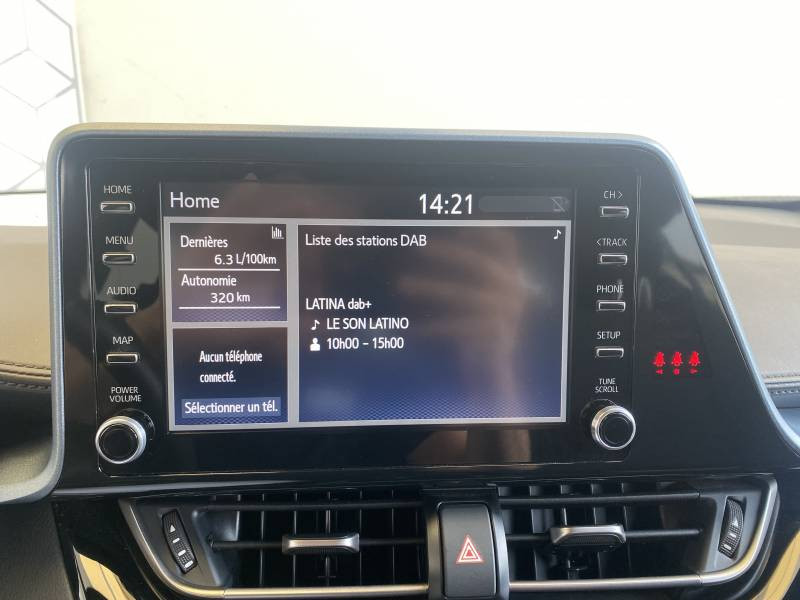 HOME
MENU
AUDIO
MAP
POWER
VOLUME
Home
14:21
Dernières
6.3 L/100km
Autonomie
320 km
Aucun téléphone
connecté.
Sélectionner un tél.
Liste des stations DAB
LATINA dab+
LE SON LATINO
10h00 - 15h00
CH >
< TRACK
PHONE
SETUP
TUNE
SCROLL